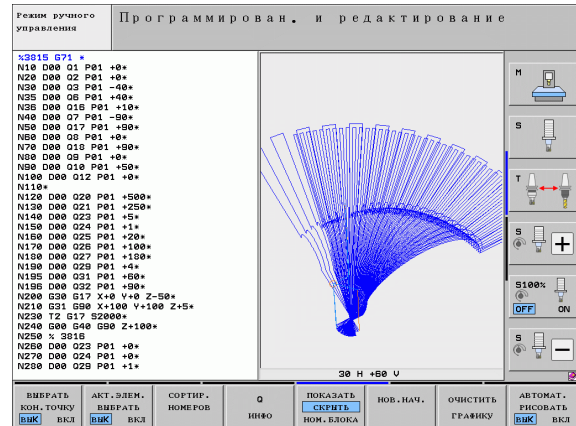 Режим ручного
управления
Программирован. и редактирование
%3815 G71 *
N10 D00 Q1 P01 +0*
N20 D00 Q2 P01 +0*
N30 D00 Q3 P01 -40*
N35 D00 Q6 P01 +40*
N36 D00 Q16 P01 +10*
N40 D00 Q7 P01 -90*
N50 D00 Q17 P01 +90*
N60 D00 Q8 P01 +0*
N70 D00 Q18 P01 +90*
N80 D00 Q9 P01 +0*
N90 D00 Q10 P01 +50*
N100 D00 Q12 P01 +0*
N110*
N120 D00 Q20 P01 +500*
N130 D00 Q21 P01 +250*
N140 D00 Q23 P01 +5*
N150 D00 Q24 P01 +1*
N160 D00 Q25 P01 +20*
N170 D00 Q26 P01 +100*
N180 D00 Q27 P01 +180*
N190 D00 Q29 P01 +4*
N195 D00 Q31 P01 +60*
N196 D00 Q32 P01 +90*
N200 G30 G17 X+0 Y+0 Z-50*
N210 G31 G90 X+100 Y+100 Z+5*
N230 T2 G17 S2000*
N240 G00 G40 G90 Z+100*
N250 % 3816
N260 D00 Q23 P01 +0*
N270 D00 Q24 P01 +0*
N280 D00 Q29 P01 +1*
30 H +60 V
M
S
T
S
+
S100%
OFF ON
S
−
ВЫБРАТЬ
КОН.ТОЧКУ
ВЫК ВКЛ
АКТ.ЭЛЕМ.
ВЫБРАТЬ
ВЫК ВКЛ
СОРТИР.
НОМЕРОВ
Q
ИНФО
ПОКАЗАТЬ
СКРЫТЬ
НОМ.БЛОКА
НОВ.НАЧ.
ОЧИСТИТЬ
ГРАФИКУ
АВТОМАТ.
РИСОВАТЬ
ВЫК ВКЛ